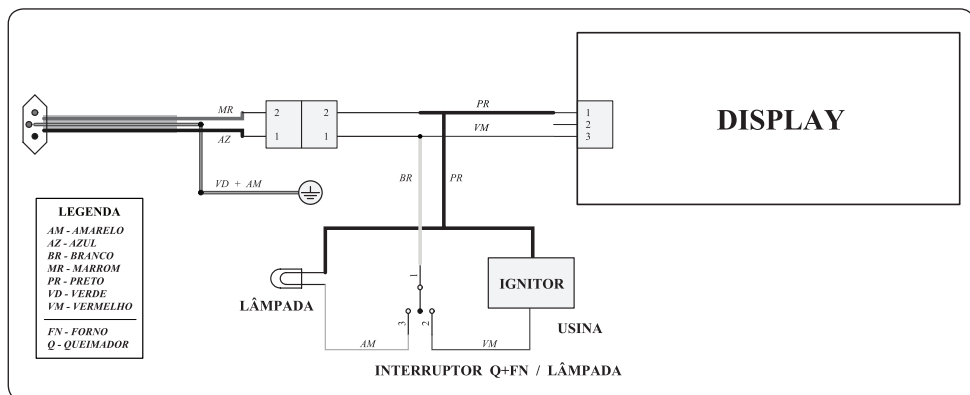 MR
2
2
PR
1
DISPLAY
VM
2
AZ
1
1
3
BR
PR
VD + AM
LEGENDA
AM - AMARELO
AZ - AZUL
BR - BRANCO
MR - MARROM
PR - PRETO
VD - VERDE
VM - VERMELHO
FN - FORNO
Q - QUEIMADOR
LÂMPADA
1
IGNITOR
USINA
3
2
AM
VM
INTERRUPTOR Q+FN / LÂMPADA